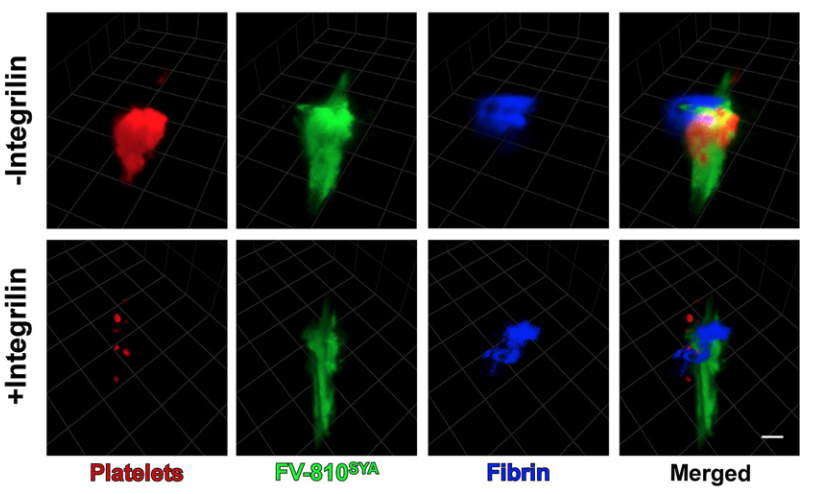 -Integrilin
+Integrilin
Platelets FV-810ˢʸᴬ Fibrin Merged